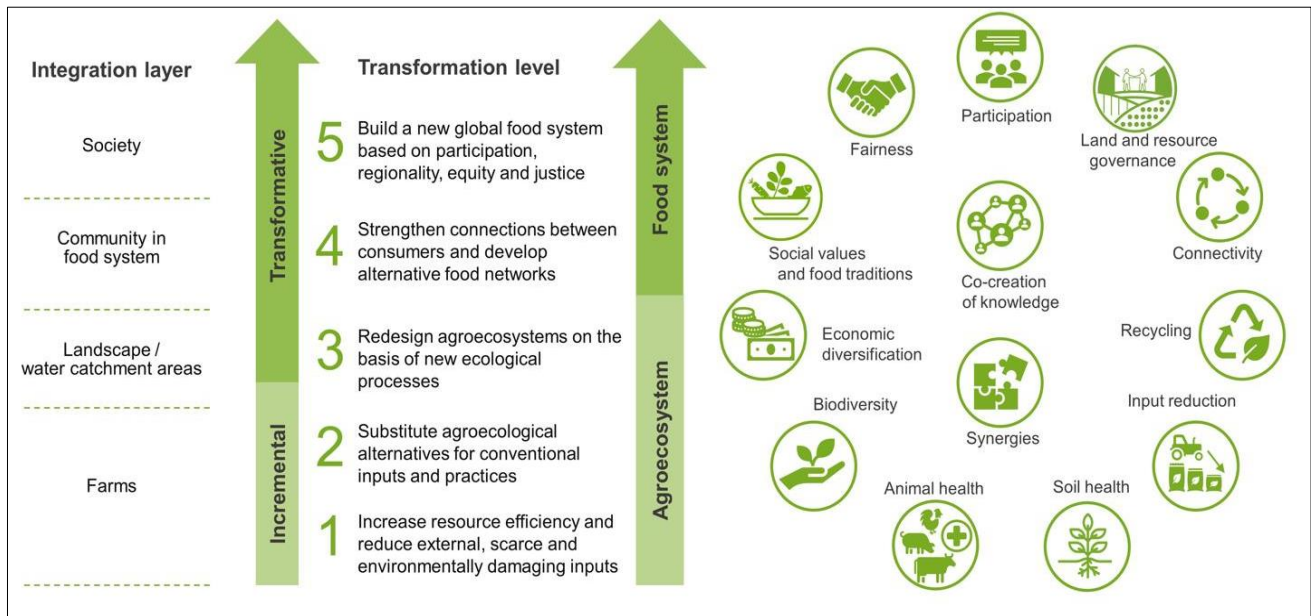 Integration layer
Society
Community in
food system
Landscape /
water catchment areas
Farms
Transformative
Incremental
Transformation level
5 Build a new global food system
based on participation,
regionality, equity and justice
4 Strengthen connections between
consumers and develop
alternative food networks
3 Redesign agroecosystems on the
basis of new ecological
processes
2 Substitute agroecological
alternatives for conventional
inputs and practices
1 Increase resource efficiency and
reduce external, scarce and
environmentally damaging inputs
Food system
Agroecosystem
Participation
Fairness
Land and resource
governance
Social values
and food traditions
Co-creation
of knowledge
Connectivity
Economic
diversification
Recycling
Biodiversity
Synergies
Input reduction
Animal health
Soil health